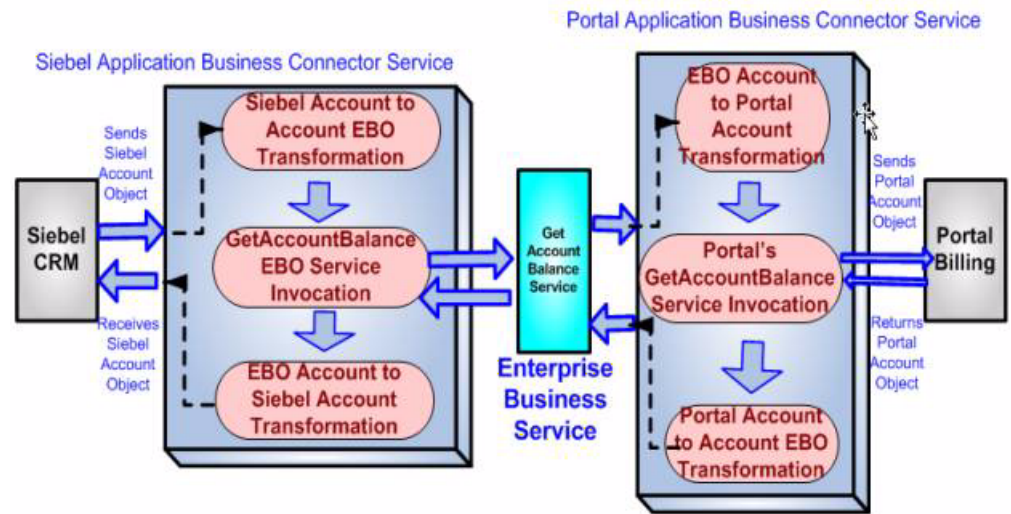 Portal Application Business Connector Service
Siebel Application Business Connector Service
Sends
Siebel
Account
Object
Siebel
CRM
Receives
Siebel
Account
Object
Siebel Account to
Account EBO
Transformation
GetAccountBalance
EBO Service
Invocation
EBO Account to
Siebel Account
Transformation
Get
Account
Balance
Service
Enterprise
Business
Service
EBO Account
to Portal
Account
Transformation
Portal's
GetAccountBalance
Service Invocation
Portal Account
to Account EBO
Transformation
Sends
Portal
Account
Object
Portal
Billing
Returns
Portal
Account
Object